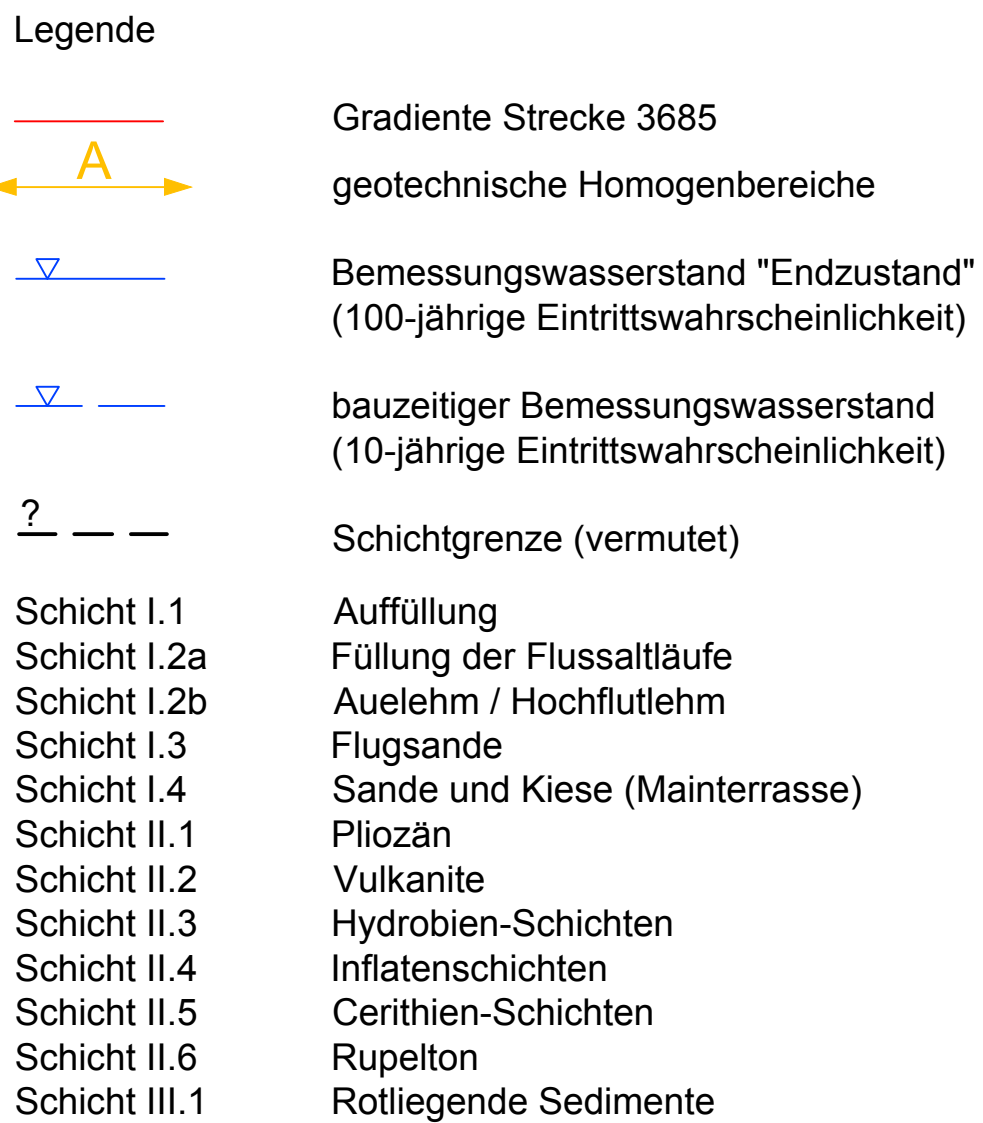 Legende
Gradiente Strecke 3685
A
geotechnische Homogenbereiche
Bemessungswasserstand "Endzustand"
(100-jährige Eintrittswahrscheinlichkeit)
bauzeitiger Bemessungswasserstand
(10-jährige Eintrittswahrscheinlichkeit)
?
Schichtgrenze (vermutet)
Schicht I.1 Auffüllung
Schicht I.2a Füllung der Flussaltläufe
Schicht I.2b Auelehm / Hochflutlehm
Schicht I.3 Flugsande
Schicht I.4 Sande und Kiese (Mainterrasse)
Schicht II.1 Pliozän
Schicht II.2 Vulkanite
Schicht II.3 Hydrobien-Schichten
Schicht II.4 Inflatenschichten
Schicht II.5 Cerithien-Schichten
Schicht II.6 Rupelton
Schicht III.1 Rotliegende Sedimente